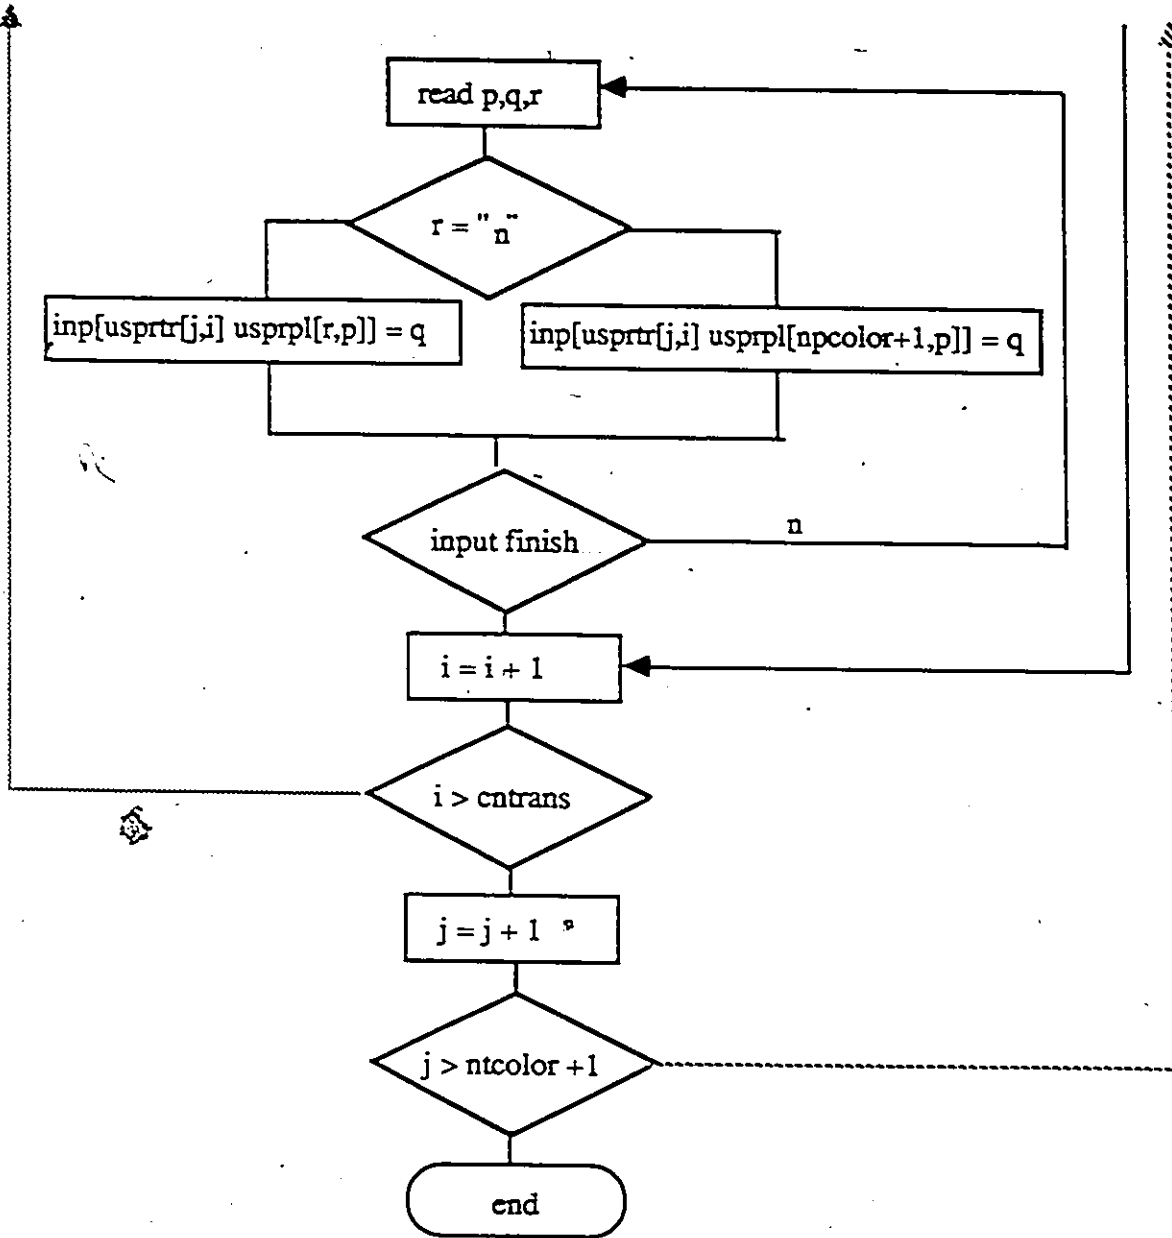 read p,q,r
r = "n"
inp[usprtr[j,i] usprpl[r,p]] = q
inp[usprtr[j,i] usprpl[npcolor+1,p]] = q
input finish
n
i = i + 1
i > cntrans
j = j + 1
j > ntcolor +1
end